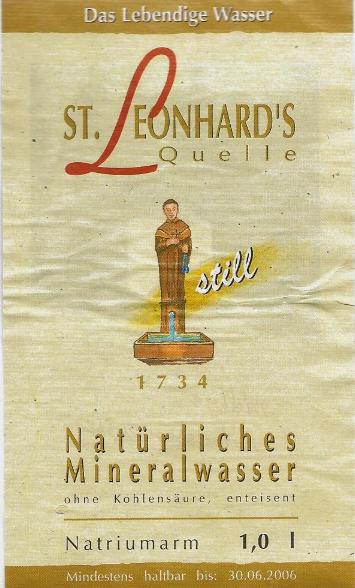 Das Lebendige Wasser
ST. LEONHARD'S
Quelle
still
1734
Natürliches
Mineralwasser
ohne Kohlensäure, enteisent
Natriumarm 1,0 l
Mindestens haltbar bis: 30.06.2006